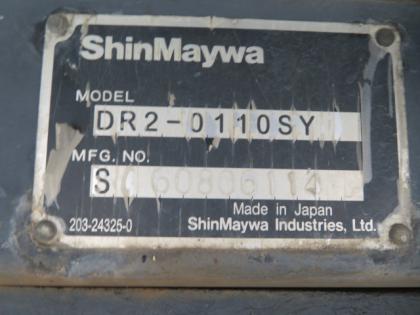 ShinMaywa
MODEL
DR2-0110SY
MFG. NO.
S
Made in Japan
203-24325-0
ShinMaywa Industries, Ltd.